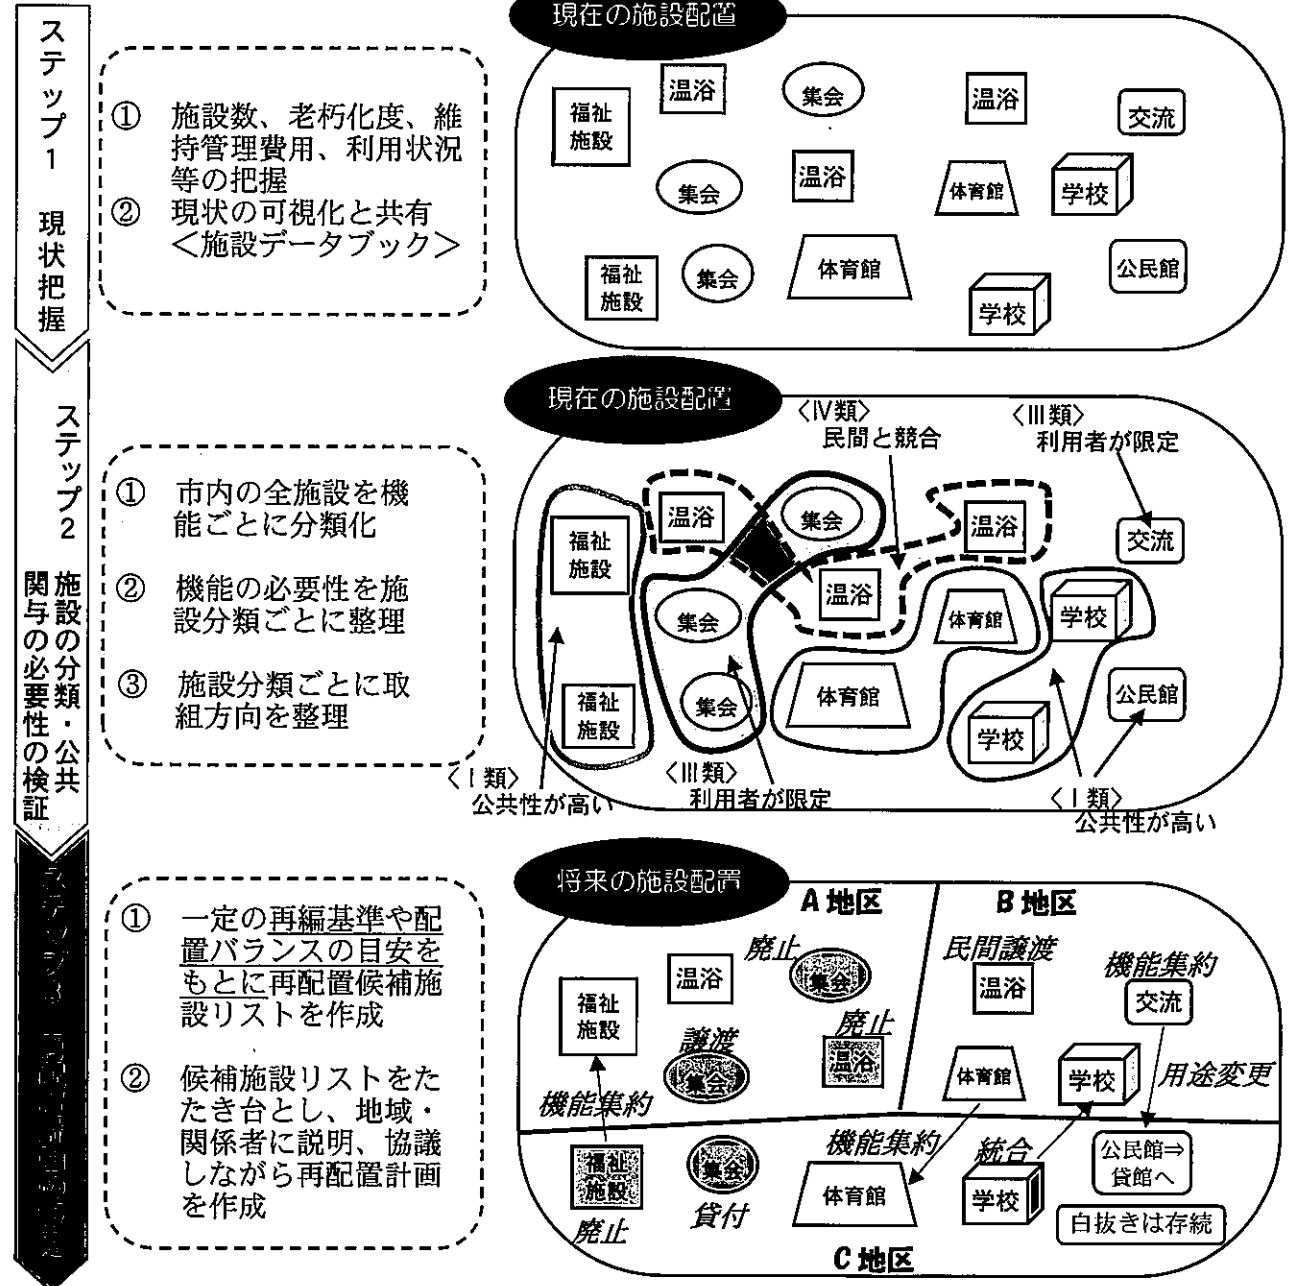 ステップ1 現状把握
① 施設数、老朽化度、維
持管理費用、利用状況
等の把握
② 現状の可視化と共有
＜施設データブック＞
現在の施設配置
福祉
施設
温浴
集会
温浴
交流
集会
温浴
体育館
学校
福祉
施設
集会
体育館
学校
公民館
ステップ2 施設の分類・公共
関与の必要性の検証
① 市内の全施設を機
能ごとに分類化
② 機能の必要性を施
設分類ごとに整理
③ 施設分類ごとに取
組方向を整理
現在の施設配置
〈Ⅳ類〉
民間と競合
〈Ⅲ類〉
利用者が限定
福祉
施設
温浴
集会
温浴
交流
集会
温浴
体育館
学校
福祉
施設
集会
体育館
学校
公民館
〈Ⅰ類〉
公共性が高い
〈Ⅲ類〉
利用者が限定
〈Ⅰ類〉
公共性が高い
ステップ3
① 一定の再編基準や配
置バランスの目安を
もとに再配置候補施
設リストを作成
② 候補施設リストをた
たき台とし、地域・
関係者に説明、協議
しながら再配置計画
を作成
将来の施設配置
A 地区
B 地区
福祉
施設
温浴
廃止
集会
民間譲渡
温浴
機能集約
交流
譲渡
集会
廃止
温浴
体育館
学校
用途変更
機能集約
福祉
施設
廃止
集会
貸付
機能集約
体育館
統合
学校
公民館⇒
貸館へ
白抜きは存続
C 地区